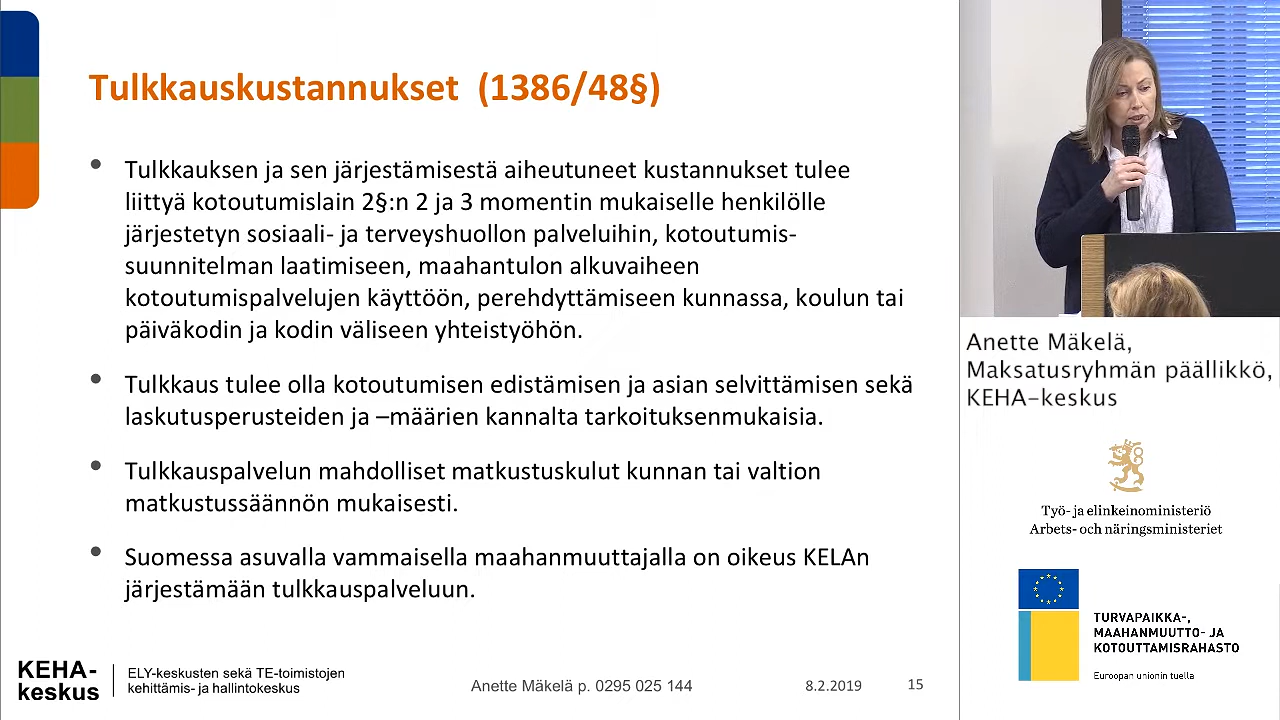 Tulkkauskustannukset (1386/48§)
• Tulkkauksen ja sen järjestämisestä aiheutuneet kustannukset tulee
liittyä kotoutumislain 2§:n 2 ja 3 momentin mukaiselle henkilölle
järjestetyn sosiaali- ja terveyshuollon palveluihin, kotoutumis-
suunnitelman laatimiseen, maahantulon alkuvaiheen
kotoutumispalvelujen käyttöön, perehdyttämiseen kunnassa, koulun tai
päiväkodin ja kodin väliseen yhteistyöhön.
• Tulkkaus tulee olla kotoutumisen edistämisen ja asian selvittämisen sekä
laskutusperusteiden ja –määrien kannalta tarkoituksenmukaisia.
• Tulkkauspalvelun mahdolliset matkustuskulut kunnan tai valtion
matkustussäännön mukaisesti.
• Suomessa asuvalla vammaisella maahanmuuttajalla on oikeus KELAn
järjestämään tulkkauspalveluun.
KEHA-
keskus
ELY-keskusten sekä TE-toimistojen
kehittämis- ja hallintokeskus
Anette Mäkelä p. 0295 025 144
8.2.2019
15
Anette Mäkelä,
Maksatusryhmän päällikkö,
KEHA-keskus
Työ- ja elinkeinoministeriö
Arbets- och näringsministeriet
TURVAPAIKKA-,
MAAHANMUUTTO- JA
KOTOUTTAMISRAHASTO
Euroopan unionin tuella